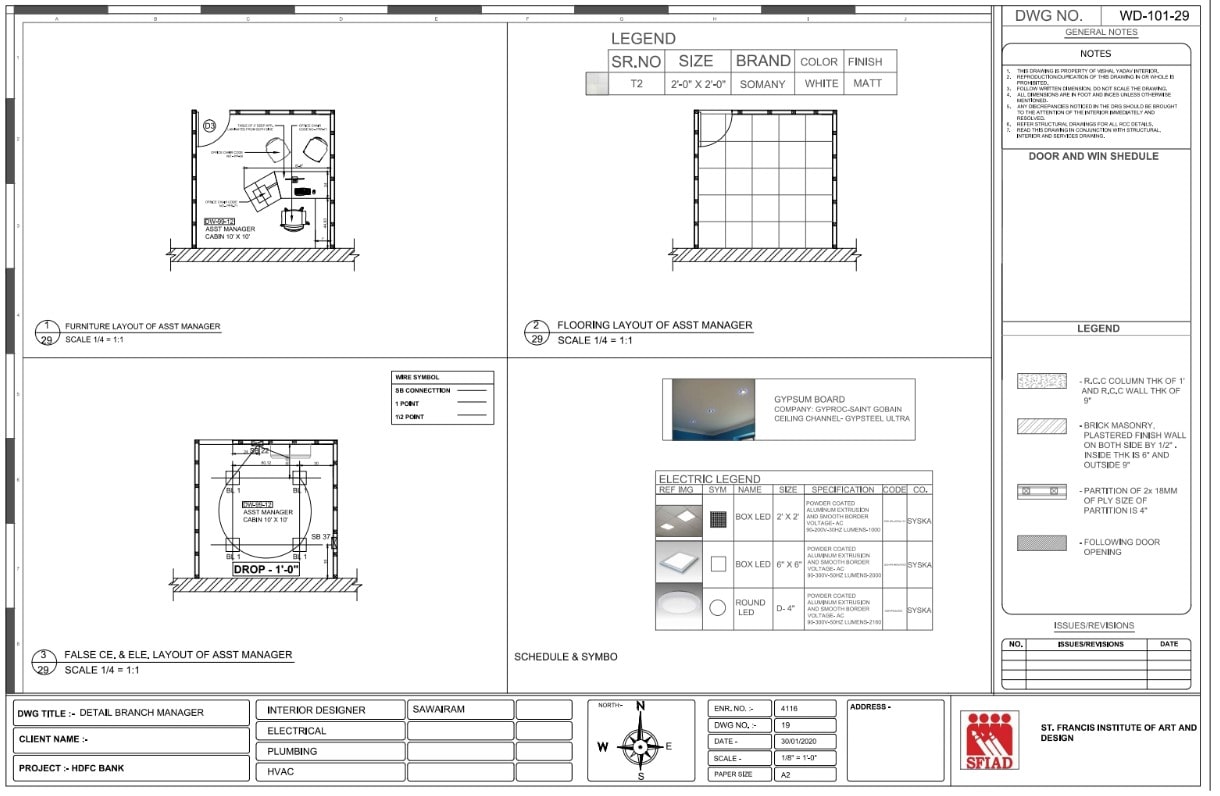 A B C D E F G H I J
DWG NO. WD-101-29
GENERAL NOTES
NOTES
1. THIS DRAWING IS PROPERTY OF VISHAL YADAV INTERIOR.
2. REPRODUCTION/DUPLICATION OF THIS DRAWING IN OR WHOLE IS
PROHIBITED.
3. FOLLOW WRITTEN DIMENSION. DO NOT SCALE THE DRAWING.
4. ALL DIMENSIONS ARE IN FOOT AND INCES UNLESS OTHERWISE
MENTIONED.
5. ANY DISCREPANCIES NOTICED IN THE DRG SHOULD BE BROUGHT
TO THE ATTENTION OF THE INTERIOR IMMEDIATELY AND
RESOLVED.
6. REFER STRUCTURAL DRAWINGS FOR ALL RCC DETAILS.
7. READ THIS DRAWING IN CONJUNCTION WITH STRUCTURAL,
INTERIOR AND SERVICES DRAWING.
DOOR AND WIN SHEDULE
LEGEND
- R.C.C COLUMN THK OF 1'
AND R.C.C WALL THK OF
9"
- BRICK MASONRY,
PLASTERED FINISH WALL
ON BOTH SIDE BY 1/2" .
INSIDE THK IS 6" AND
OUTSIDE 9"
- PARTITION OF 2x 18MM
OF PLY SIZE OF
PARTITION IS 4"
- FOLLOWING DOOR
OPENING
ISSUES/REVISIONS
NO. ISSUES/REVISIONS DATE
D3
DW-99-12
ASST MANAGER
CABIN 10' X 10'
1
29
FURNITURE LAYOUT OF ASST MANAGER
SCALE 1/4 = 1:1
LEGEND
SR.NO SIZE BRAND COLOR FINISH
T2 2'-0" X 2'-0" SOMANY WHITE MATT
2
29
FLOORING LAYOUT OF ASST MANAGER
SCALE 1/4 = 1:1
WIRE SYMBOL
SB CONNECTTION
1 POINT
1\2 POINT
SB 22
BL 1 BL 1
DW-99-12
ASST MANAGER
CABIN 10' X 10'
SB 37
BL 1 BL 1
DROP - 1'-0"
3
29
FALSE CE. & ELE. LAYOUT OF ASST MANAGER
SCALE 1/4 = 1:1
GYPSUM BOARD
COMPANY: GYPROC-SAINT GOBAIN
CEILING CHANNEL- GYPSTEEL ULTRA
ELECTRIC LEGEND
REF IMG SYM NAME SIZE SPECIFICATION CODE CO.
BOX LED 2' X 2' POWDER COATED
ALUMINUM EXTRUSION
AND SMOOTH BORDER
VOLTAGE- AC
SYSKA
BOX LED 6" X 6" POWDER COATED
ALUMINUM EXTRUSION
AND SMOOTH BORDER
VOLTAGE- AC
90-300V-50HZ LUMENS-2000
SYSKA
ROUND
LED
D- 4" POWDER COATED
ALUMINUM EXTRUSION
AND SMOOTH BORDER
VOLTAGE- AC
90-300V-50HZ LUMENS-2100
SYSKA
SCHEDULE & SYMBO
DWG TITLE :- DETAIL BRANCH MANAGER
CLIENT NAME :-
PROJECT :- HDFC BANK
INTERIOR DESIGNER SAWAIRAM
ELECTRICAL
PLUMBING
HVAC
NORTH-
N
W E
S
ENR. NO. :- 4116
DWG NO. :- 19
DATE - 30/01/2020
SCALE - 1/8" = 1'-0"
PAPER SIZE A2
ADDRESS -
SFIAD
ST. FRANCIS INSTITUTE OF ART AND
DESIGN